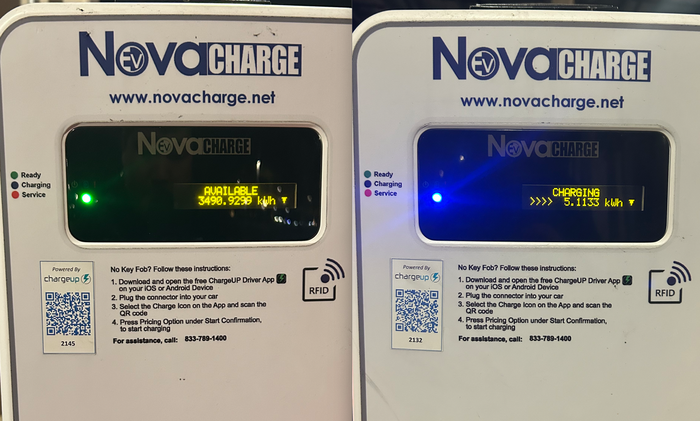 NovaCHARGE
EV
www.novacharge.net
NovaCHARGE
Ready
Charging
Service
AVAILABLE
3490.9290 kWh ▼
Powered By
chargeup
2145
No Key Fob? Follow these instructions:
1. Download and open the free ChargeUP Driver App
on your iOS or Android Device
2. Plug the connector into your car
3. Select the Charge Icon on the App and scan the
QR code
4. Press Pricing Option under Start Confirmation,
to start charging
For assistance, call: 833-789-1400
RFID
NovaCHARGE
EV
www.novacharge.net
NovaCHARGE
Ready
Charging
Service
CHARGING
>>>> 5.1133 kWh ▼
Powered By
chargeup
2132
No Key Fob? Follow these instructions:
1. Download and open the free ChargeUP Driver App
on your iOS or Android Device
2. Plug the connector into your car
3. Select the Charge Icon on the App and scan the
QR code
4. Press Pricing Option under Start Confirmation,
to start charging
For assistance, call: 833-789-1400
RFID